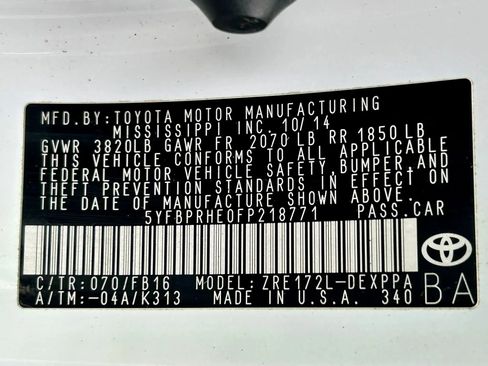 MFD.BY:TOYOTA MOTOR MANUFACTURING
MISSISSIPPI INC. 10/14
GVWR 3820LB GAWR FR 2070 LB RR 1850LB
THIS VEHICLE CONFORMS TO ALL APPLICABLE
FEDERAL MOTOR VEHICLE SAFETY,BUMPER,AND
THEFT PREVENTION STANDARDS IN EFFECT ON
THE DATE OF MANUFACTURE SHOWN ABOVE.
5YFBPRHE0FP218771 PASS.CAR
C/TR:070/FB16 MODEL:ZRE172L-DEXPPA
A/TM:-04A/K313 MADE IN U.S.A. 340
BA